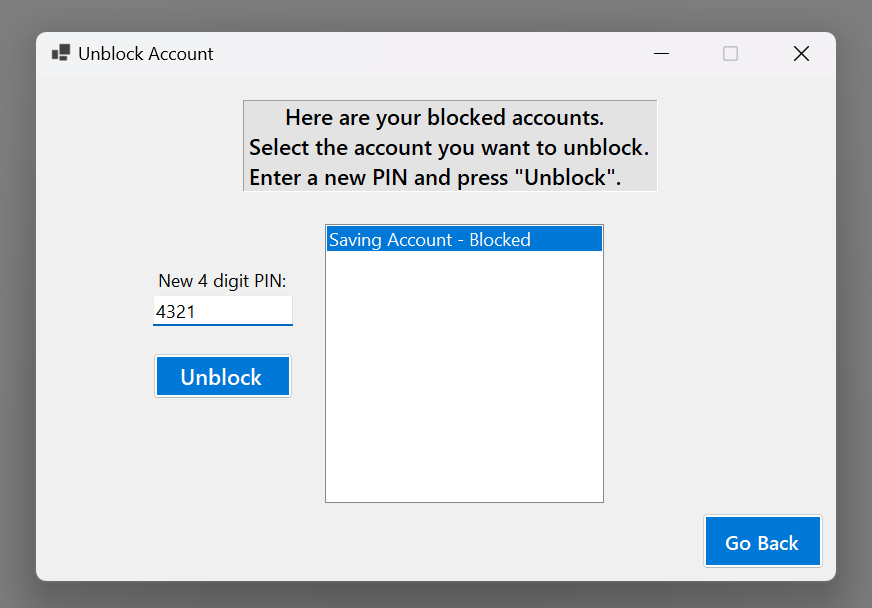 Unblock Account
Here are your blocked accounts.
Select the account you want to unblock.
Enter a new PIN and press "Unblock".
Saving Account - Blocked
New 4 digit PIN:
4321
Unblock
Go Back